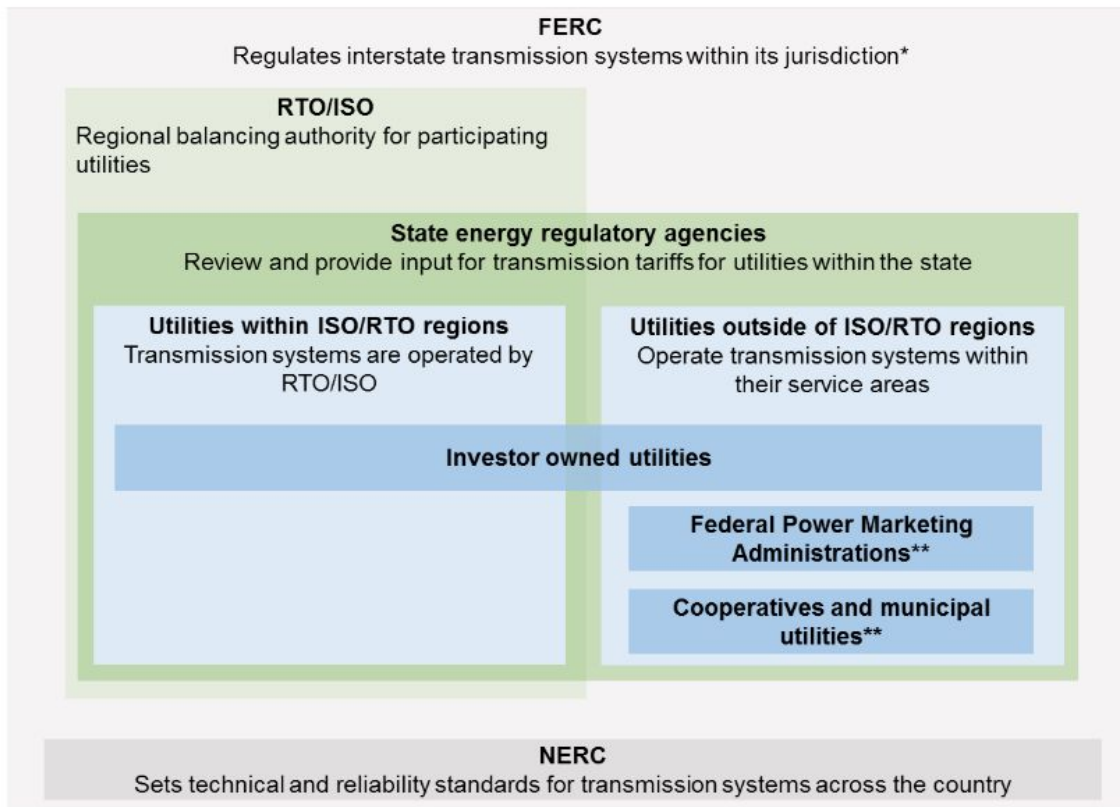 FERC
Regulates interstate transmission systems within its jurisdiction*
RTO/ISO
Regional balancing authority for participating
utilities
State energy regulatory agencies
Review and provide input for transmission tariffs for utilities within the state
Utilities within ISO/RTO regions
Transmission systems are operated by
RTO/ISO
Utilities outside of ISO/RTO regions
Operate transmission systems within
their service areas
Investor owned utilities
Federal Power Marketing
Administrations**
Cooperatives and municipal
utilities**
NERC
Sets technical and reliability standards for transmission systems across the country